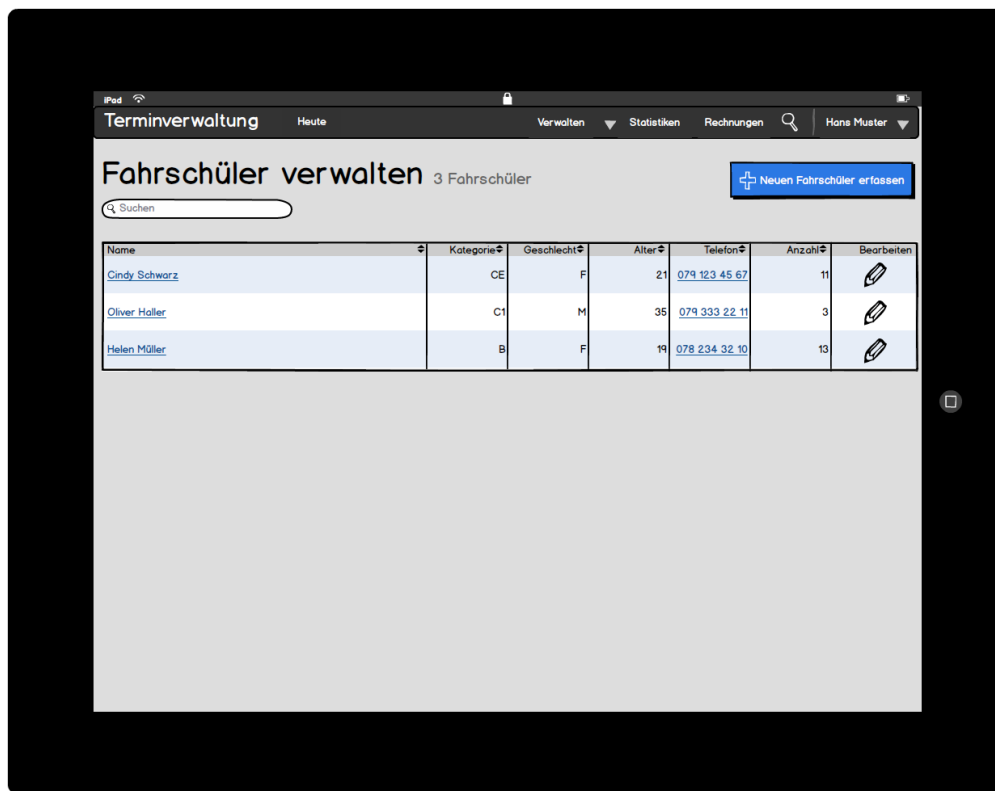 iPad
Terminverwaltung Heute Verwalten Statistiken Rechnungen Hans Muster
Fahrschüler verwalten 3 Fahrschüler
Neuen Fahrschüler erfassen
Suchen
Name Kategorie Geschlecht Alter Telefon Anzahl Bearbeiten
Cindy Schwarz CE F 21 079 123 45 67 11
Oliver Haller C1 M 35 079 333 22 11 3
Helen Müller B F 19 078 234 32 10 13